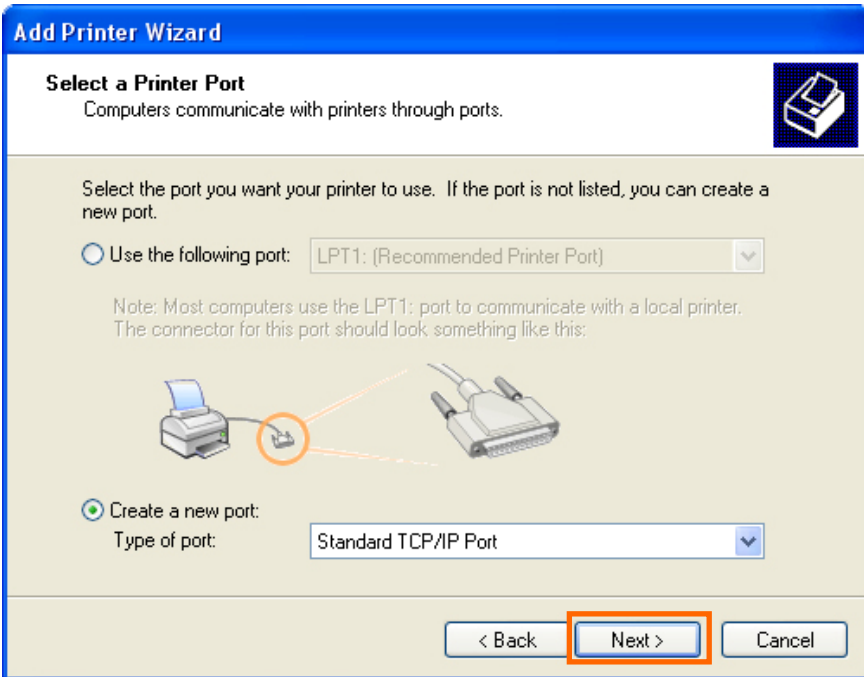 Add Printer Wizard
Select a Printer Port
Computers communicate with printers through ports.
Select the port you want your printer to use.  If the port is not listed, you can create a
new port.
Use the following port: LPT1: (Recommended Printer Port)
Note: Most computers use the LPT1: port to communicate with a local printer.
The connector for this port should look something like this:
Create a new port:
Type of port: Standard TCP/IP Port
< Back Next > Cancel